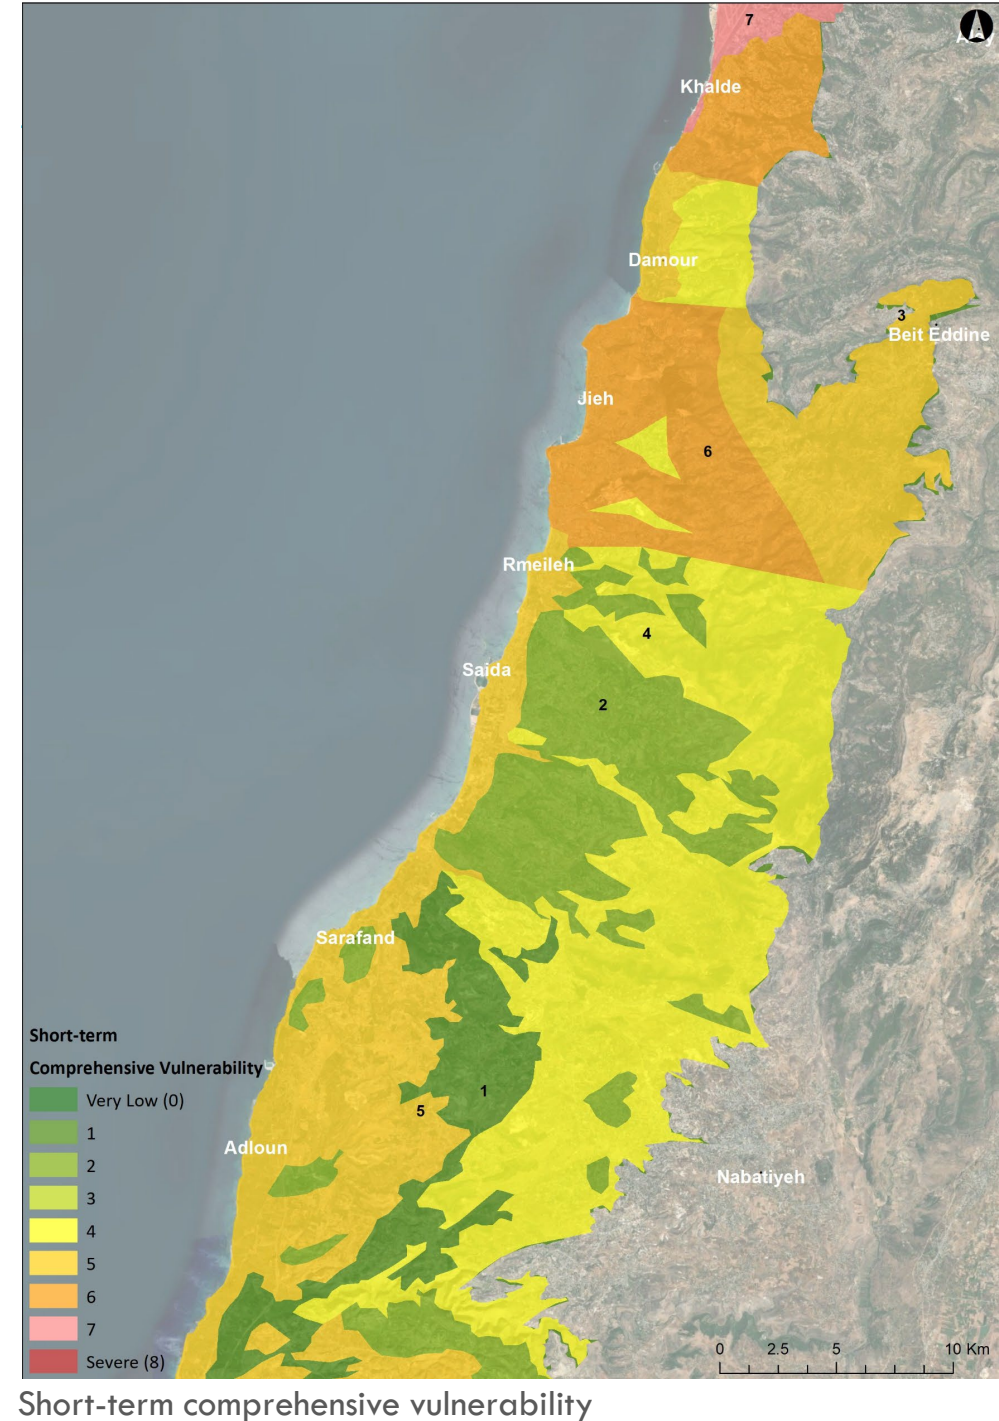 7
Khalde
Damour
3
Beit Eddine
Jieh
6
Rmeileh
4
Saida
2
Sarafand
1
5
Adloun
Nabatiyeh
Short-term
Comprehensive Vulnerability
Very Low (0)
1
2
3
4
5
6
7
Severe (8)
0 2.5 5 10 Km
Short-term comprehensive vulnerability